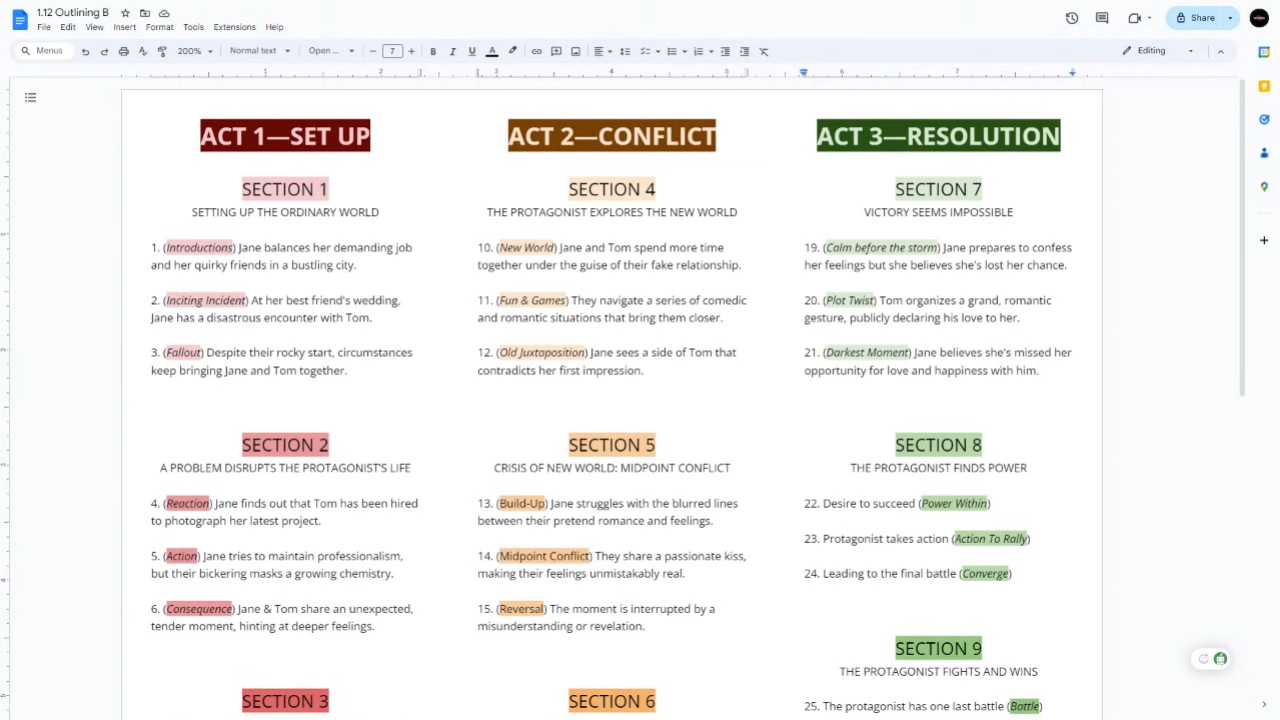 1.12 Outlining B
File Edit View Insert Format Tools Extensions Help
Share
Menus
200%
Normal text
Open ...
7
B I U A
Editing
1 2 3 4 5 6 7
ACT 1—SET UP
SECTION 1
SETTING UP THE ORDINARY WORLD
1. (Introductions) Jane balances her demanding job
and her quirky friends in a bustling city.
2. (Inciting Incident) At her best friend's wedding,
Jane has a disastrous encounter with Tom.
3. (Fallout) Despite their rocky start, circumstances
keep bringing Jane and Tom together.
SECTION 2
A PROBLEM DISRUPTS THE PROTAGONIST'S LIFE
4. (Reaction) Jane finds out that Tom has been hired
to photograph her latest project.
5. (Action) Jane tries to maintain professionalism,
but their bickering masks a growing chemistry.
6. (Consequence) Jane & Tom share an unexpected,
tender moment, hinting at deeper feelings.
SECTION 3
ACT 2—CONFLICT
SECTION 4
THE PROTAGONIST EXPLORES THE NEW WORLD
10. (New World) Jane and Tom spend more time
together under the guise of their fake relationship.
11. (Fun & Games) They navigate a series of comedic
and romantic situations that bring them closer.
12. (Old Juxtaposition) Jane sees a side of Tom that
contradicts her first impression.
SECTION 5
CRISIS OF NEW WORLD: MIDPOINT CONFLICT
13. (Build-Up) Jane struggles with the blurred lines
between their pretend romance and feelings.
14. (Midpoint Conflict) They share a passionate kiss,
making their feelings unmistakably real.
15. (Reversal) The moment is interrupted by a
misunderstanding or revelation.
SECTION 6
ACT 3—RESOLUTION
SECTION 7
VICTORY SEEMS IMPOSSIBLE
19. (Calm before the storm) Jane prepares to confess
her feelings but she believes she's lost her chance.
20. (Plot Twist) Tom organizes a grand, romantic
gesture, publicly declaring his love to her.
21. (Darkest Moment) Jane believes she's missed her
opportunity for love and happiness with him.
SECTION 8
THE PROTAGONIST FINDS POWER
22. Desire to succeed (Power Within)
23. Protagonist takes action (Action To Rally)
24. Leading to the final battle (Converge)
SECTION 9
THE PROTAGONIST FIGHTS AND WINS
25. The protagonist has one last battle (Battle)